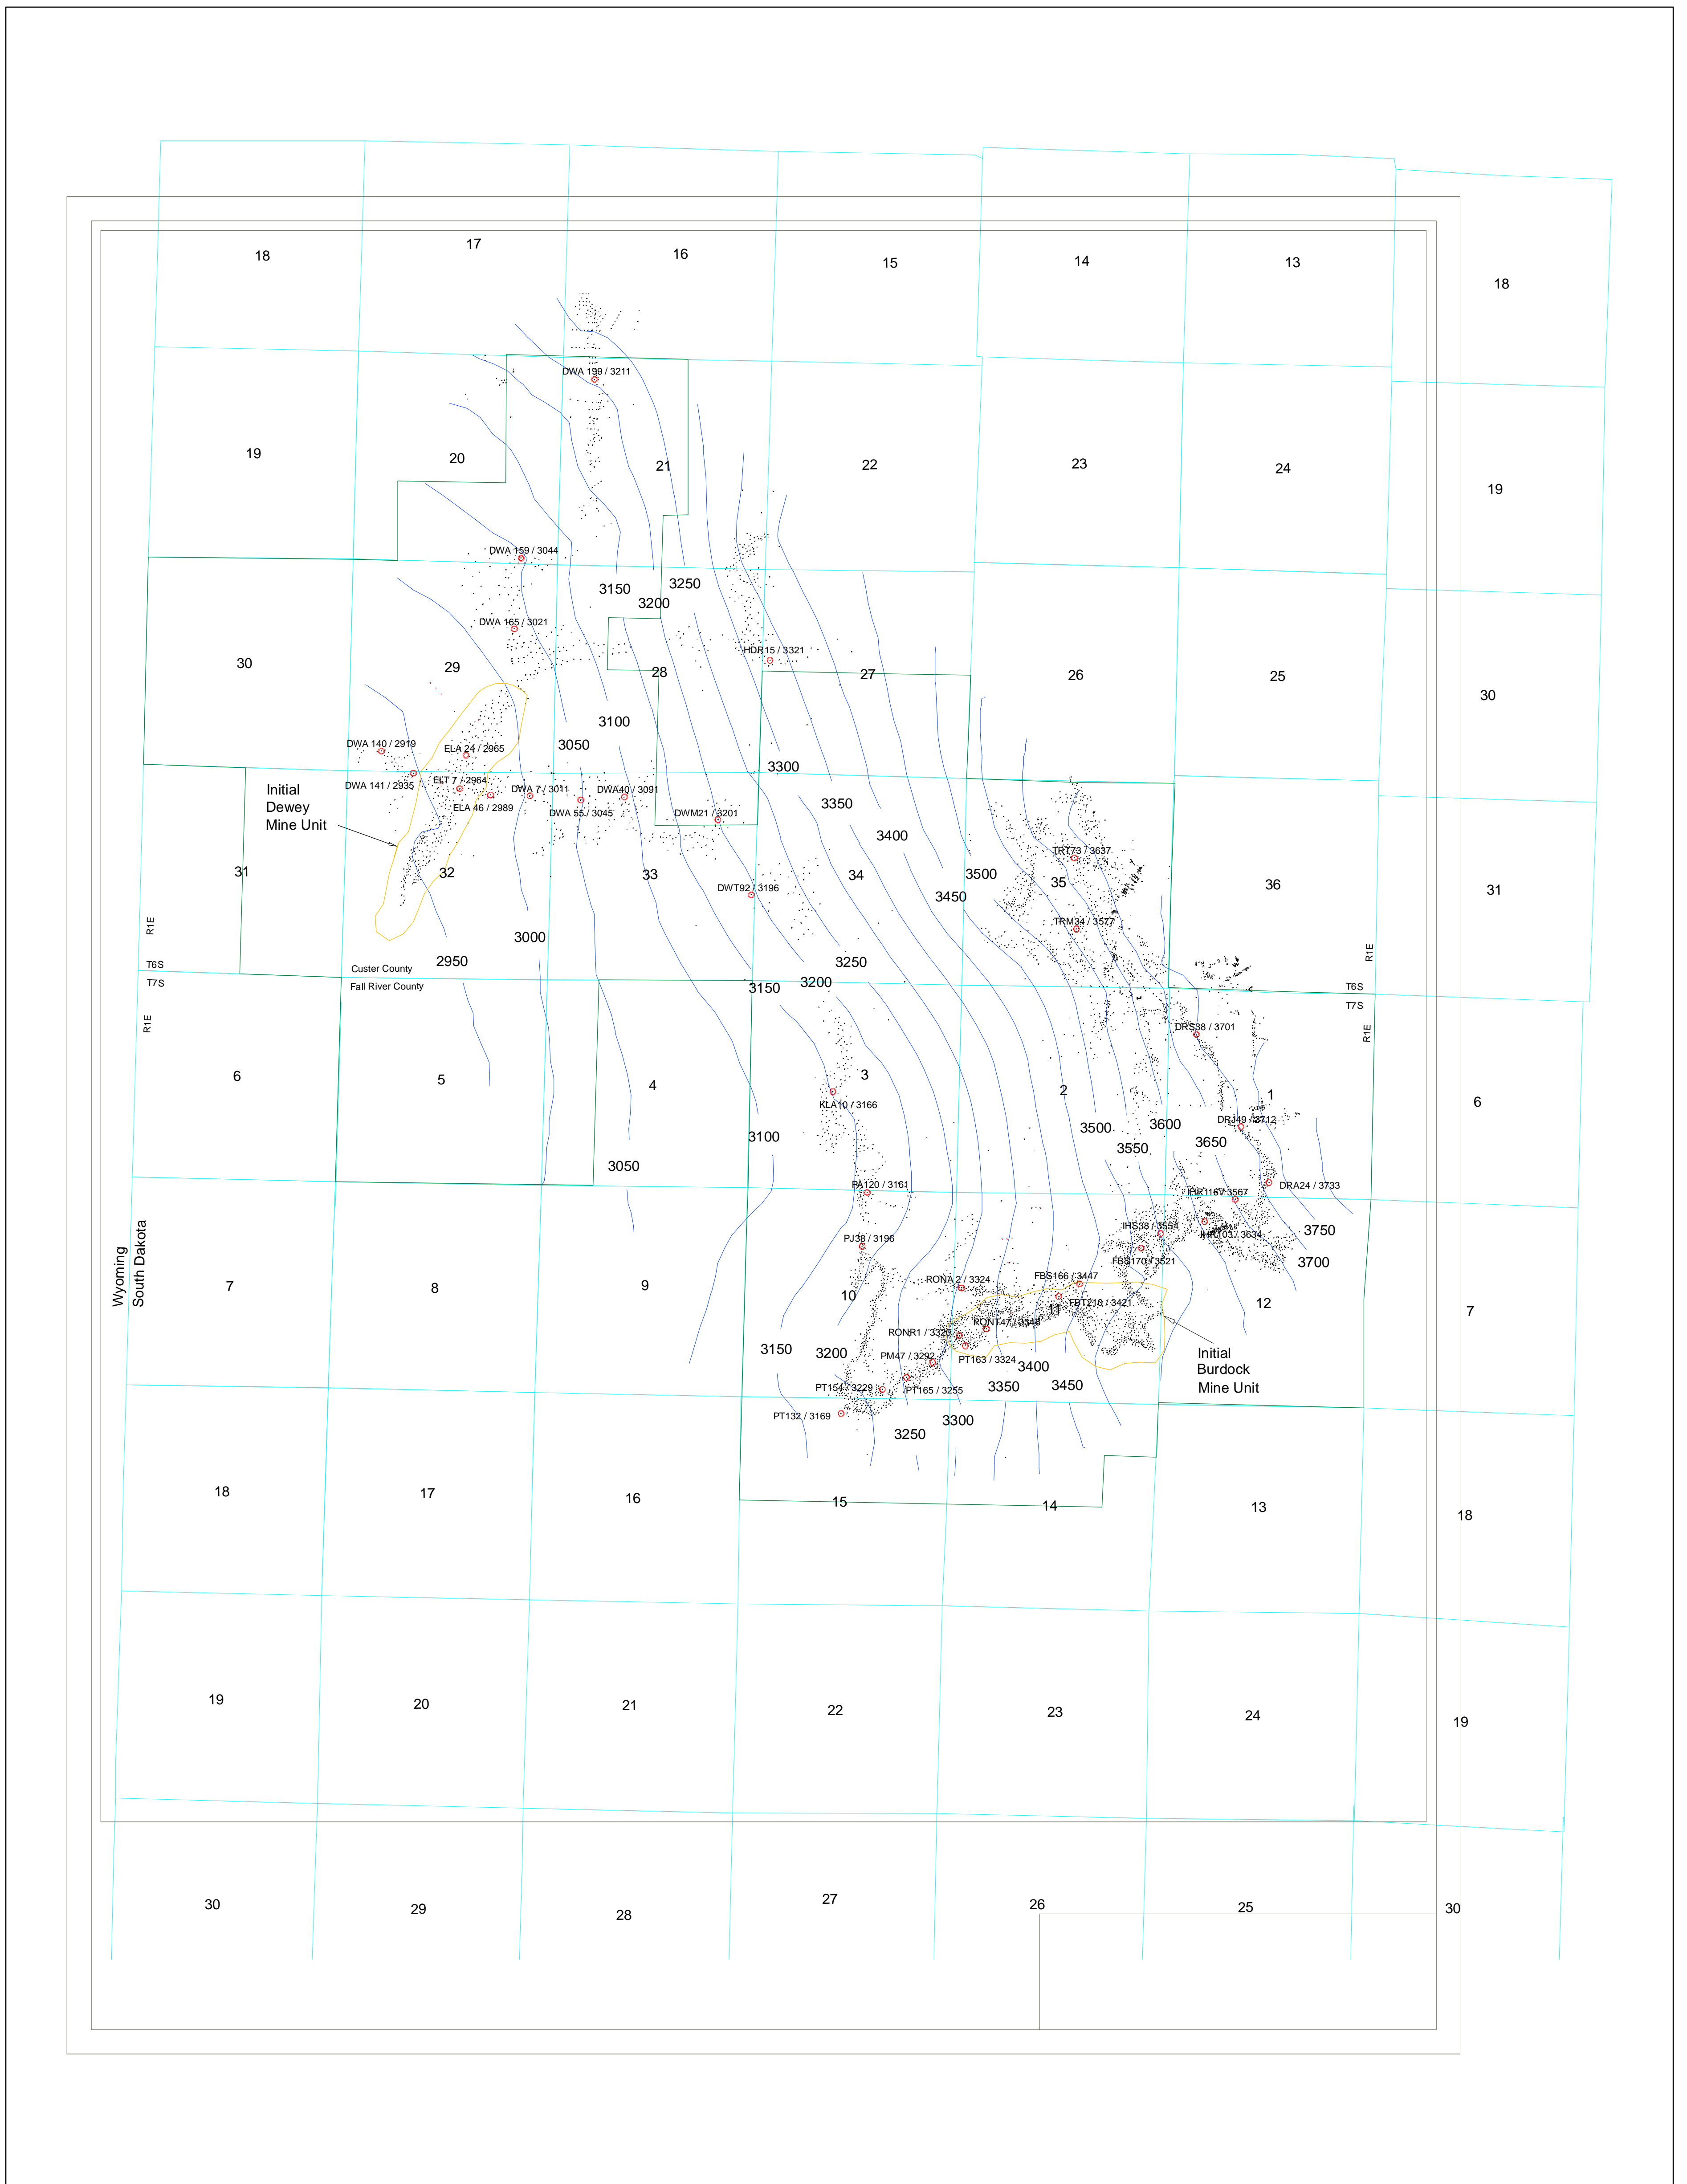 17
18
16
15
14
13
18
DWA 199 / 3211
19
20
21
22
23
24
19
DWA 159 / 3044
3150
3250
3200
DWA 165 / 3021
HDR15 / 3321
30
29
28
27
26
25
30
3100
DWA 140 / 2919
ELA 24 / 2965
3050
3300
DWA 141 / 2935
ELT 7 / 2964
DWA 7 / 3011
DWA40 / 3091
ELA 46 / 2989
DWA 55 / 3045
DWM21 / 3201
3350
3400
Initial
Dewey
Mine Unit
TRT73 / 3637
31
32
33
34
3500
35
36
31
DWT92 / 3196
3450
TRM34 / 3577
R1E
3000
R1E
2950
3250
T6S
Custer County
T7S
Fall River County
3150
3200
T6S
T7S
R1E
DRS38 / 3701
R1E
6
5
4
3
2
1
6
KLA10 / 3166
DRJ49 / 3712
3100
3500
3600
3550
3650
3050
PA120 / 3161
DRA24 / 3733
IHR1167 3567
IHS38 / 3554
IHR103 / 3634
3750
PJ38 / 3196
FBS170 / 3521
3700
Wyoming
South Dakota
7
8
9
10
RONA 2 / 3324
FBS166 / 3447
FBT210 / 3421
11
12
7
RONT47 / 3348
RONR1 / 3320
3150
3200
PM47 / 3292
PT163 / 3324
3400
Initial
Burdock
Mine Unit
PT154 / 3229
PT165 / 3255
3350
3450
PT132 / 3169
3300
3250
18
17
16
15
14
13
18
19
20
21
22
23
24
19
30
29
28
27
26
25
30